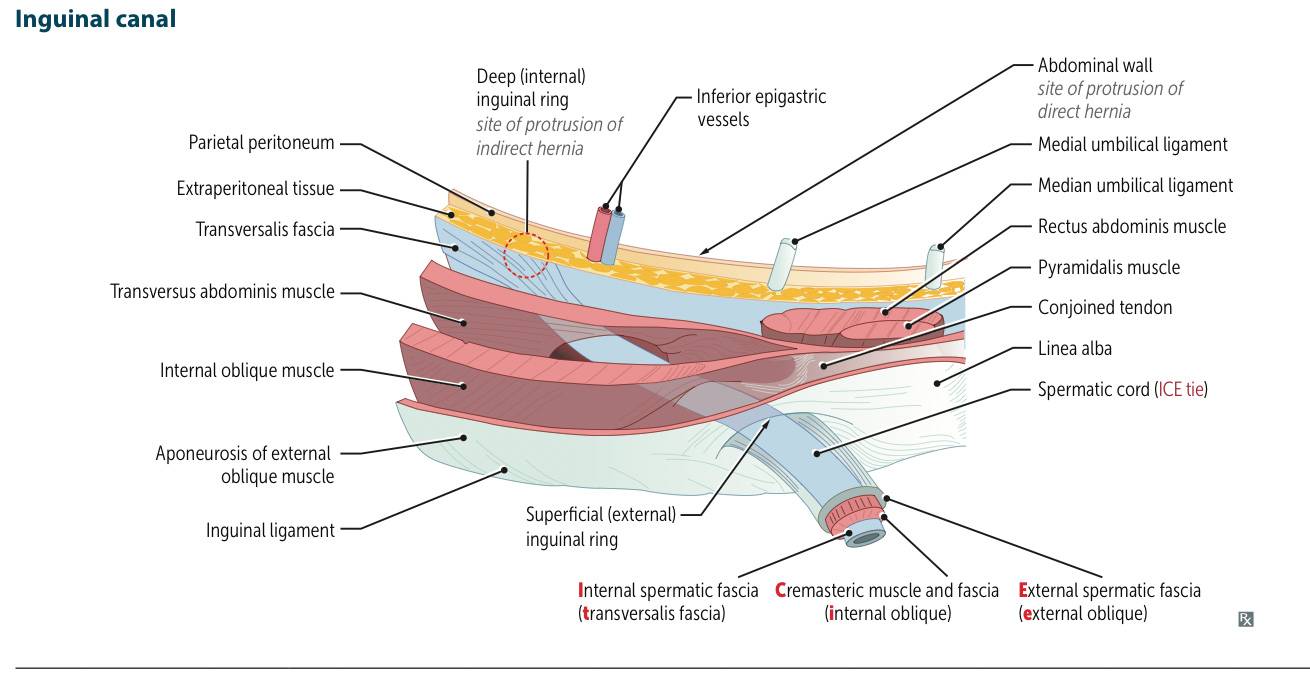 Inguinal canal
Deep (internal)
inguinal ring
site of protrusion of
indirect hernia
Inferior epigastric
vessels
Abdominal wall
site of protrusion of
direct hernia
Parietal peritoneum
Extraperitoneal tissue
Transversalis fascia
Transversus abdominis muscle
Internal oblique muscle
Aponeurosis of external
oblique muscle
Inguinal ligament
Medial umbilical ligament
Median umbilical ligament
Rectus abdominis muscle
Pyramidalis muscle
Conjoined tendon
Linea alba
Spermatic cord (ICE tie)
Superficial (external)
inguinal ring
Internal spermatic fascia
(transversalis fascia)
Cremasteric muscle and fascia
(internal oblique)
External spermatic fascia
(external oblique)
Rx